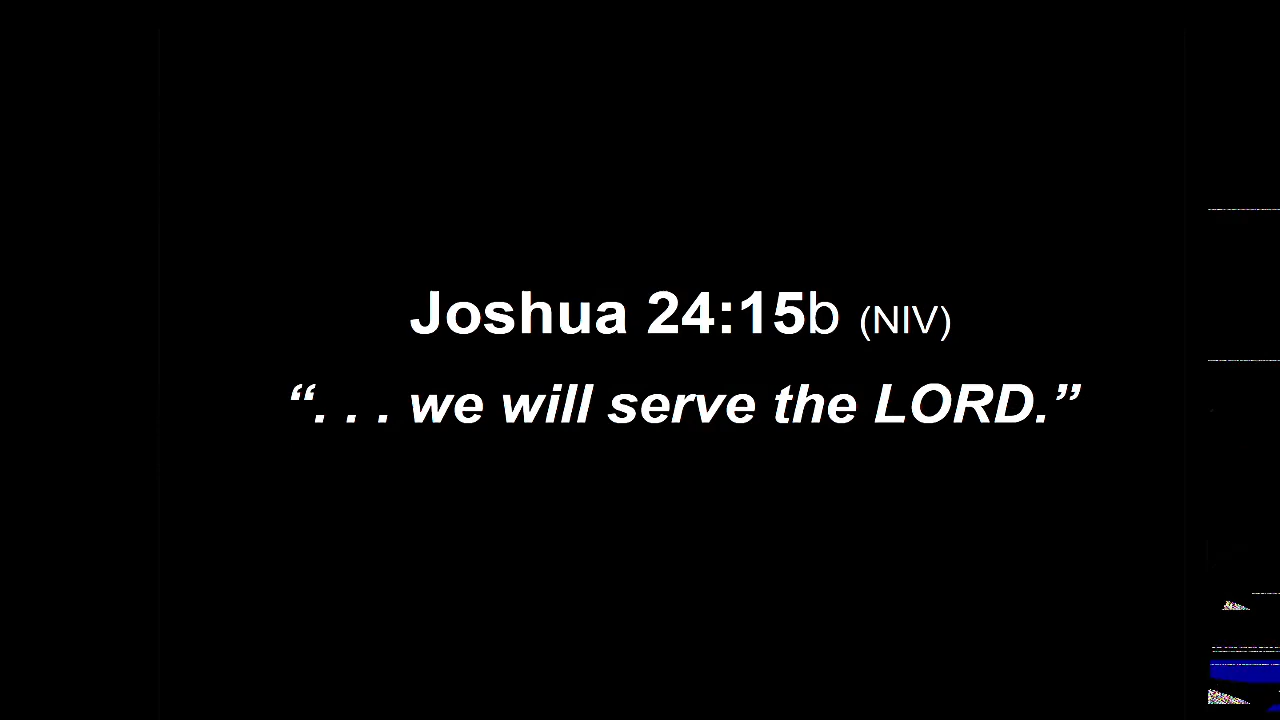 Joshua 24:15b (NIV)
“. . . we will serve the LORD.”